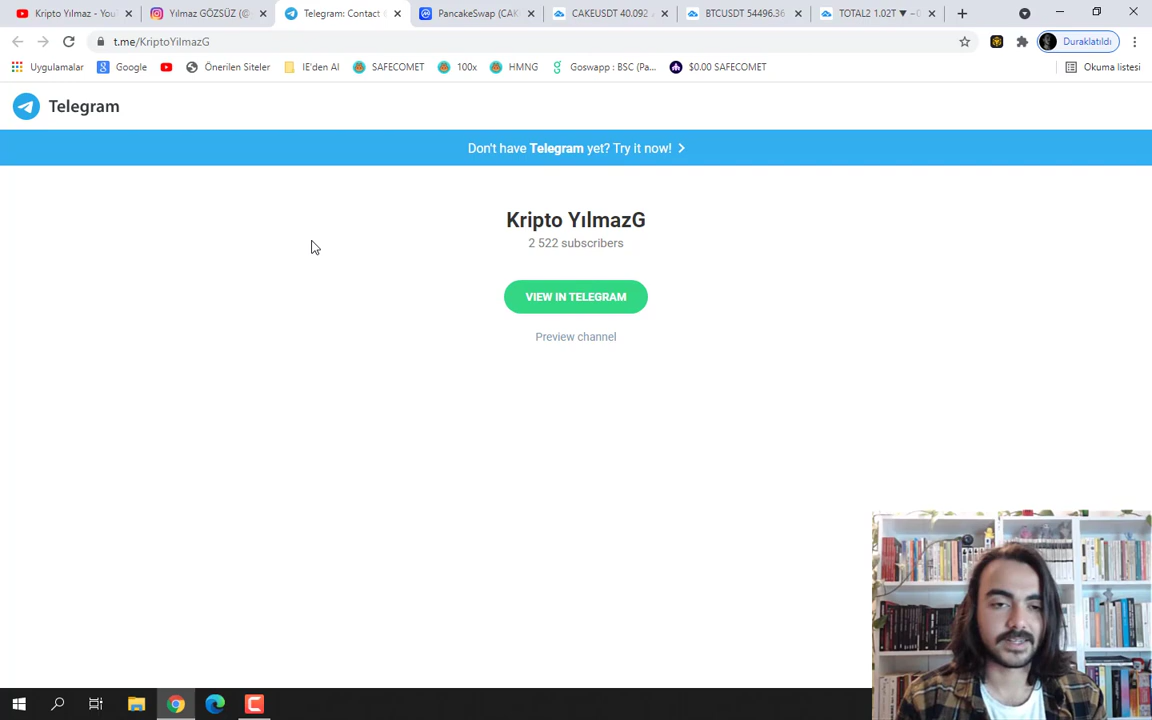 Kripto Yılmaz - You
Yılmaz GÖZSÜZ (@
Telegram: Contact
PancakeSwap (CAK
CAKEUSDT 40.092
BTCUSDT 54496.36
TOTAL2 1.02T ▼ −0
t.me/KriptoYilmazG
Duraklatıldı
Uygulamalar
Google
Önerilen Siteler
IE'den Al
SAFECOMET
100x
HMNG
Goswapp : BSC (Pa...
$0.00 SAFECOMET
Okuma listesi
Telegram
Don't have Telegram yet? Try it now!
Kripto YılmazG
2 522 subscribers
VIEW IN TELEGRAM
Preview channel